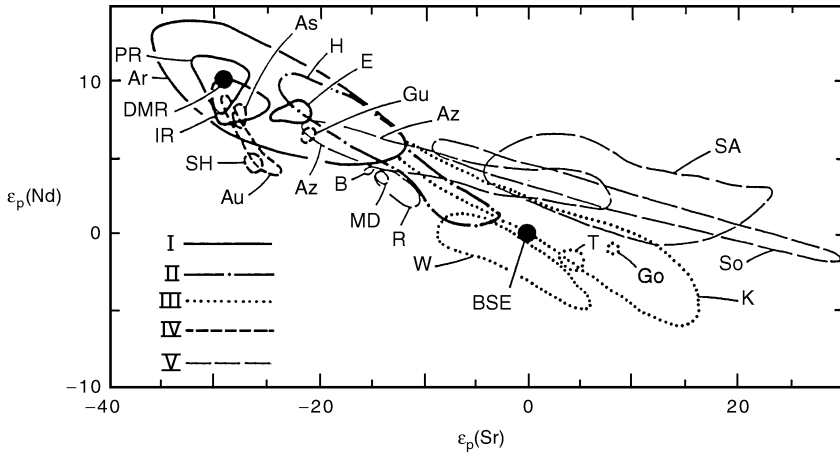 As
PR
H
E
10
Ar
DMR
Gu
Az
IR
SH
SA
Au
Az
B
MD
R
εp(Nd)
0
I
T
W
II
Go
So
III
BSE
K
IV
V
−10
−40
−20
0
20
εp(Sr)